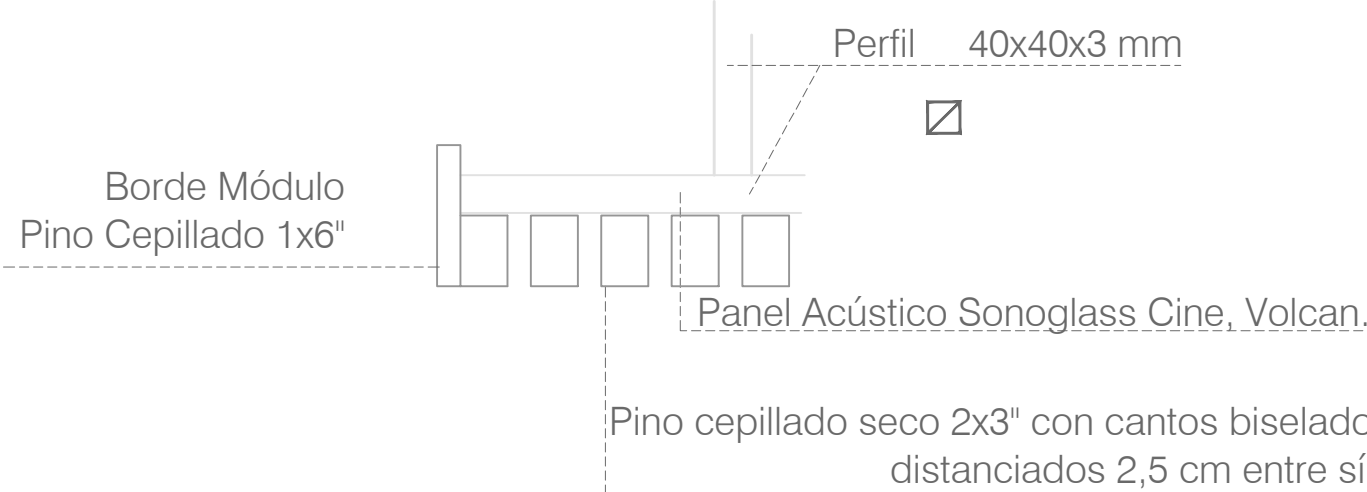 Perfil 40x40x3 mm
Borde Módulo
Pino Cepillado 1x6"
Panel Acústico Sonoglass Cine, Volcan.
Pino cepillado seco 2x3" con cantos biselado
distanciados 2,5 cm entre sí